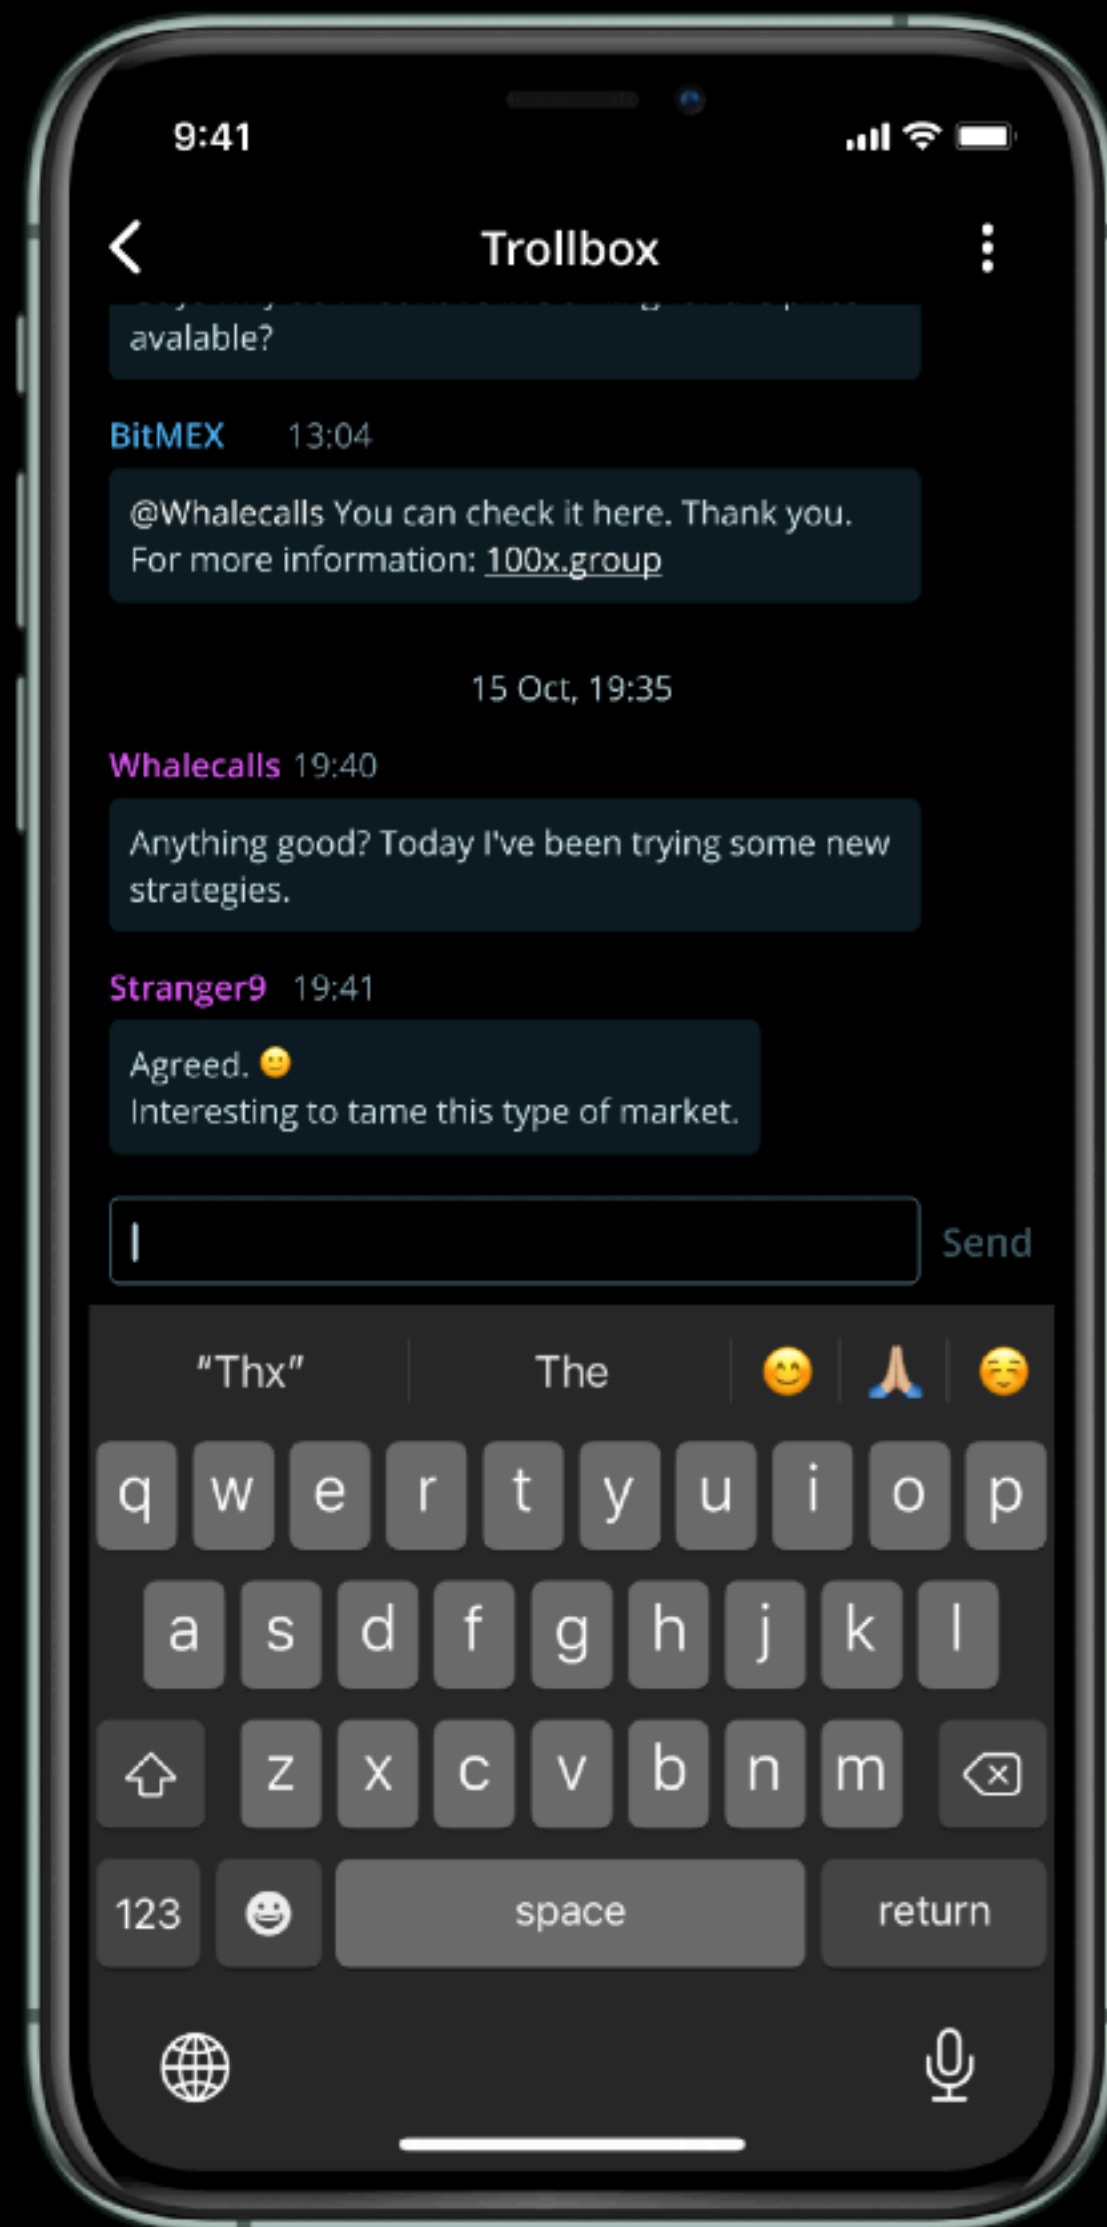 9:41
Trollbox
avalable?
BitMEX 13:04
@Whalecalls You can check it here. Thank you.
For more information: 100x.group
15 Oct, 19:35
Whalecalls 19:40
Anything good? Today I've been trying some new
strategies.
Stranger9 19:41
Agreed. 🙂
Interesting to tame this type of market.
Send
“Thx” The 😊 🙏🏼 ☺️
q w e r t y u i o p
a s d f g h j k l
z x c v b n m
123 space return